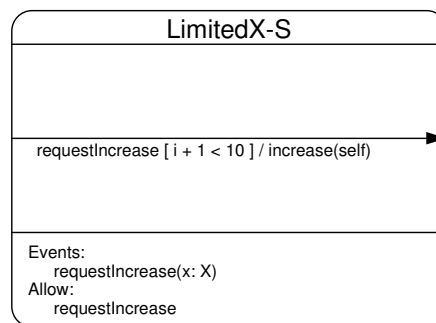 LimitedX-S
requestIncrease [ i + 1 < 10 ] / increase(self)
Events:
requestIncrease(x: X)
Allow:
requestIncrease